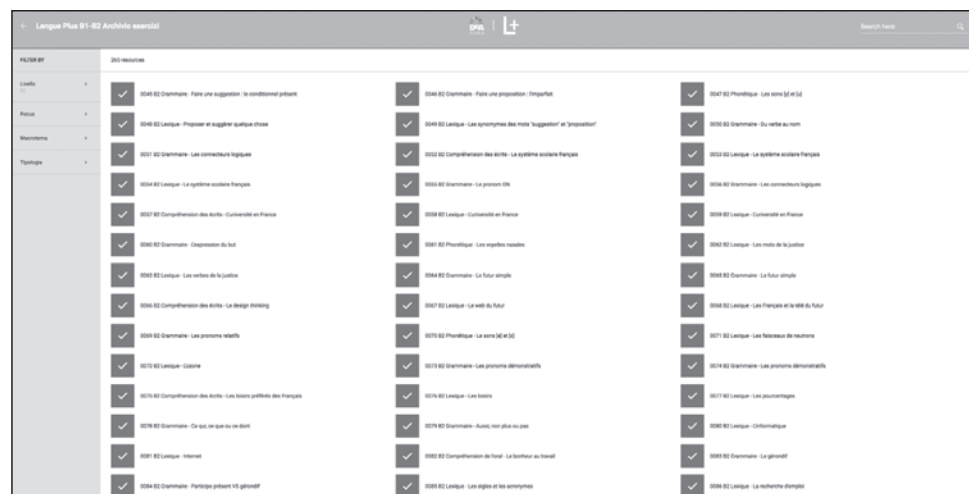 ← Langue Plus B1-B2 Archivio esercizi
DEA | L+
Search here
FILTER BY
265 resources
Livello
B2
Focus
Macrotema
Tipologia
0045 B2 Grammaire - Faire une suggestion : le conditionnel présent
0046 B2 Grammaire - Faire une proposition : l'imparfait
0047 B2 Phonétique - Les sons [y] et [u]
0048 B2 Lexique - Proposer et suggérer quelque chose
0049 B2 Lexique - Les synonymes des mots "suggestion" et "proposition"
0050 B2 Grammaire - Du verbe au nom
0051 B2 Grammaire - Les connecteurs logiques
0052 B2 Compréhension des écrits - Le système scolaire français
0053 B2 Lexique - Le système scolaire français
0054 B2 Lexique - Le système scolaire français
0055 B2 Grammaire - Le pronom ON
0056 B2 Grammaire - Les connecteurs logiques
0057 B2 Compréhension des écrits - L'université en France
0058 B2 Lexique - L'université en France
0059 B2 Lexique - L'université en France
0060 B2 Grammaire - L'expression du but
0061 B2 Phonétique - Les voyelles nasales
0062 B2 Lexique - Les mots de la justice
0063 B2 Lexique - Les verbes de la justice
0064 B2 Grammaire - Le futur simple
0065 B2 Grammaire - Le futur simple
0066 B2 Compréhension des écrits - Le design thinking
0067 B2 Lexique - Le web du futur
0068 B2 Lexique - Les Français et la télé du futur
0069 B2 Grammaire - Les pronoms relatifs
0070 B2 Phonétique - Le sons [ø] et [o]
0071 B2 Lexique - Les faisceaux de neutrons
0072 B2 Lexique - L'ozone
0073 B2 Grammaire - Les pronoms démonstratifs
0074 B2 Grammaire - Les pronoms démonstratifs
0075 B2 Compréhension des écrits - Les loisirs préférés des Français
0076 B2 Lexique - Les loisirs
0077 B2 Lexique - Les pourcentages
0078 B2 Grammaire - Ce qui, ce que ou ce dont
0079 B2 Grammaire - Aussi, non plus ou pas
0080 B2 Lexique - L'informatique
0081 B2 Lexique - Internet
0082 B2 Compréhension de l'oral - Le bonheur au travail
0083 B2 Grammaire - Le gérondif
0084 B2 Grammaire - Participe présent VS gérondif
0085 B2 Lexique - Les sigles et les acronymes
0086 B2 Lexique - La recherche d'emploi